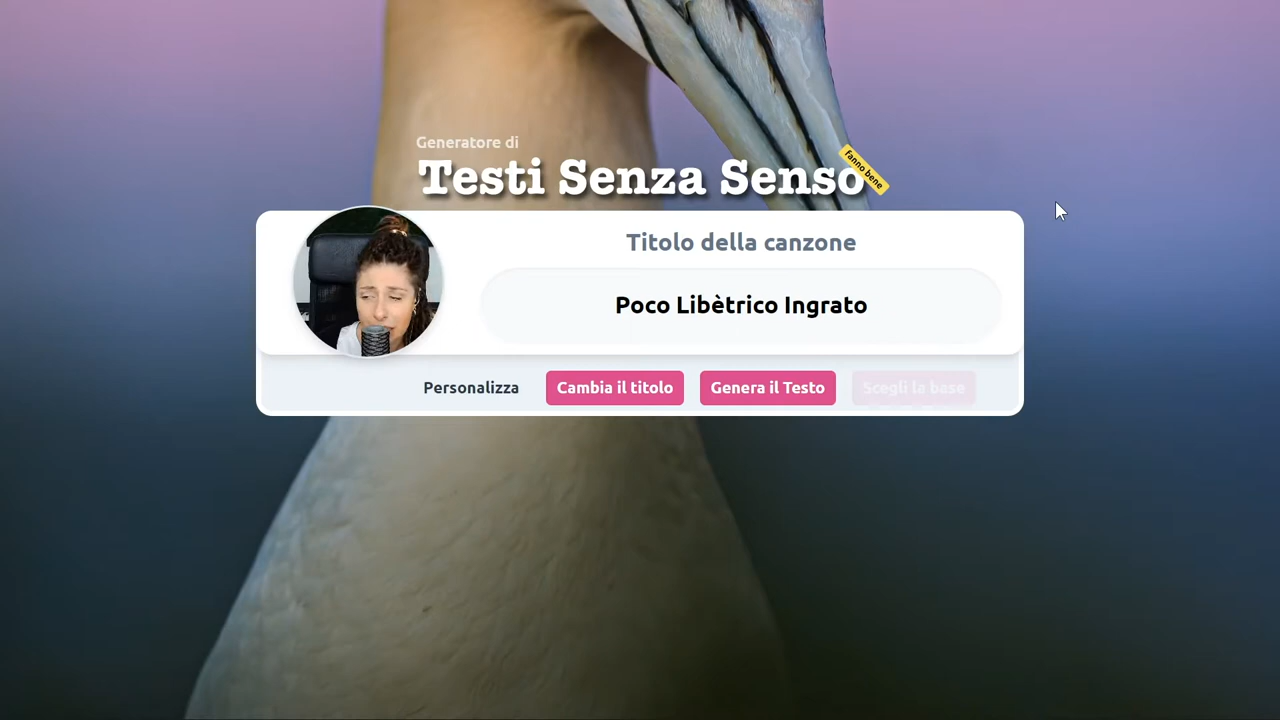 Generatore di
Testi Senza Senso
fanno bene
Titolo della canzone
Poco Libètrico Ingrato
Personalizza
Cambia il titolo
Genera il Testo
Scegli la base